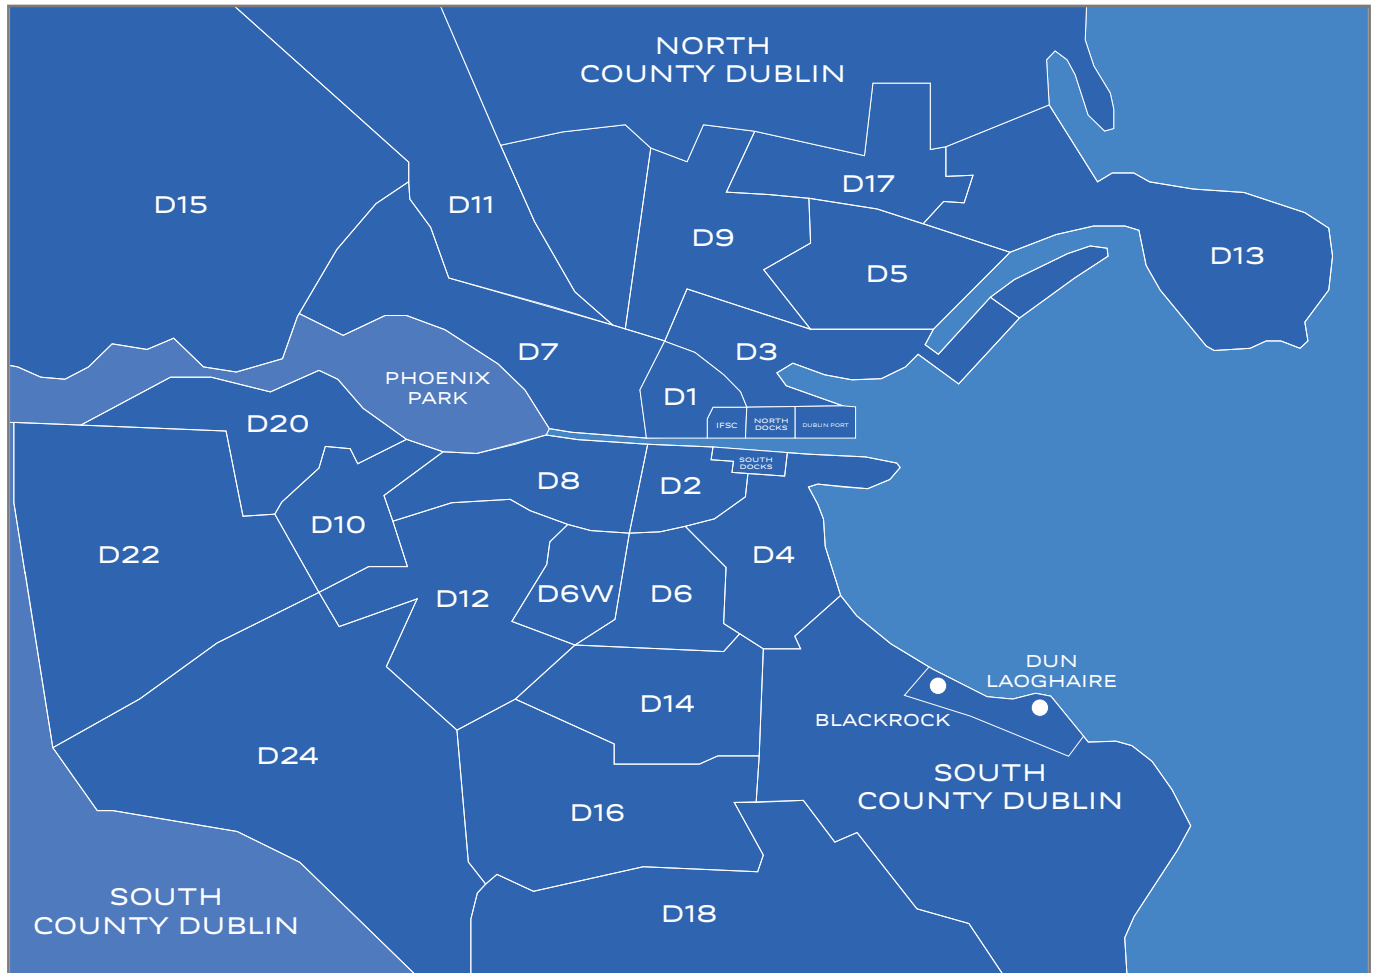 NORTH
COUNTY DUBLIN
D15
D11
D17
D9
D13
D5
D7
D3
PHOENIX
PARK
D1
D20
IFSC
NORTH
DOCKS
DUBLIN PORT
SOUTH
DOCKS
D8
D2
D10
D22
D4
D12
D6W
D6
DUN
LAOGHAIRE
BLACKROCK
D14
D24
SOUTH
COUNTY DUBLIN
D16
SOUTH
COUNTY DUBLIN
D18